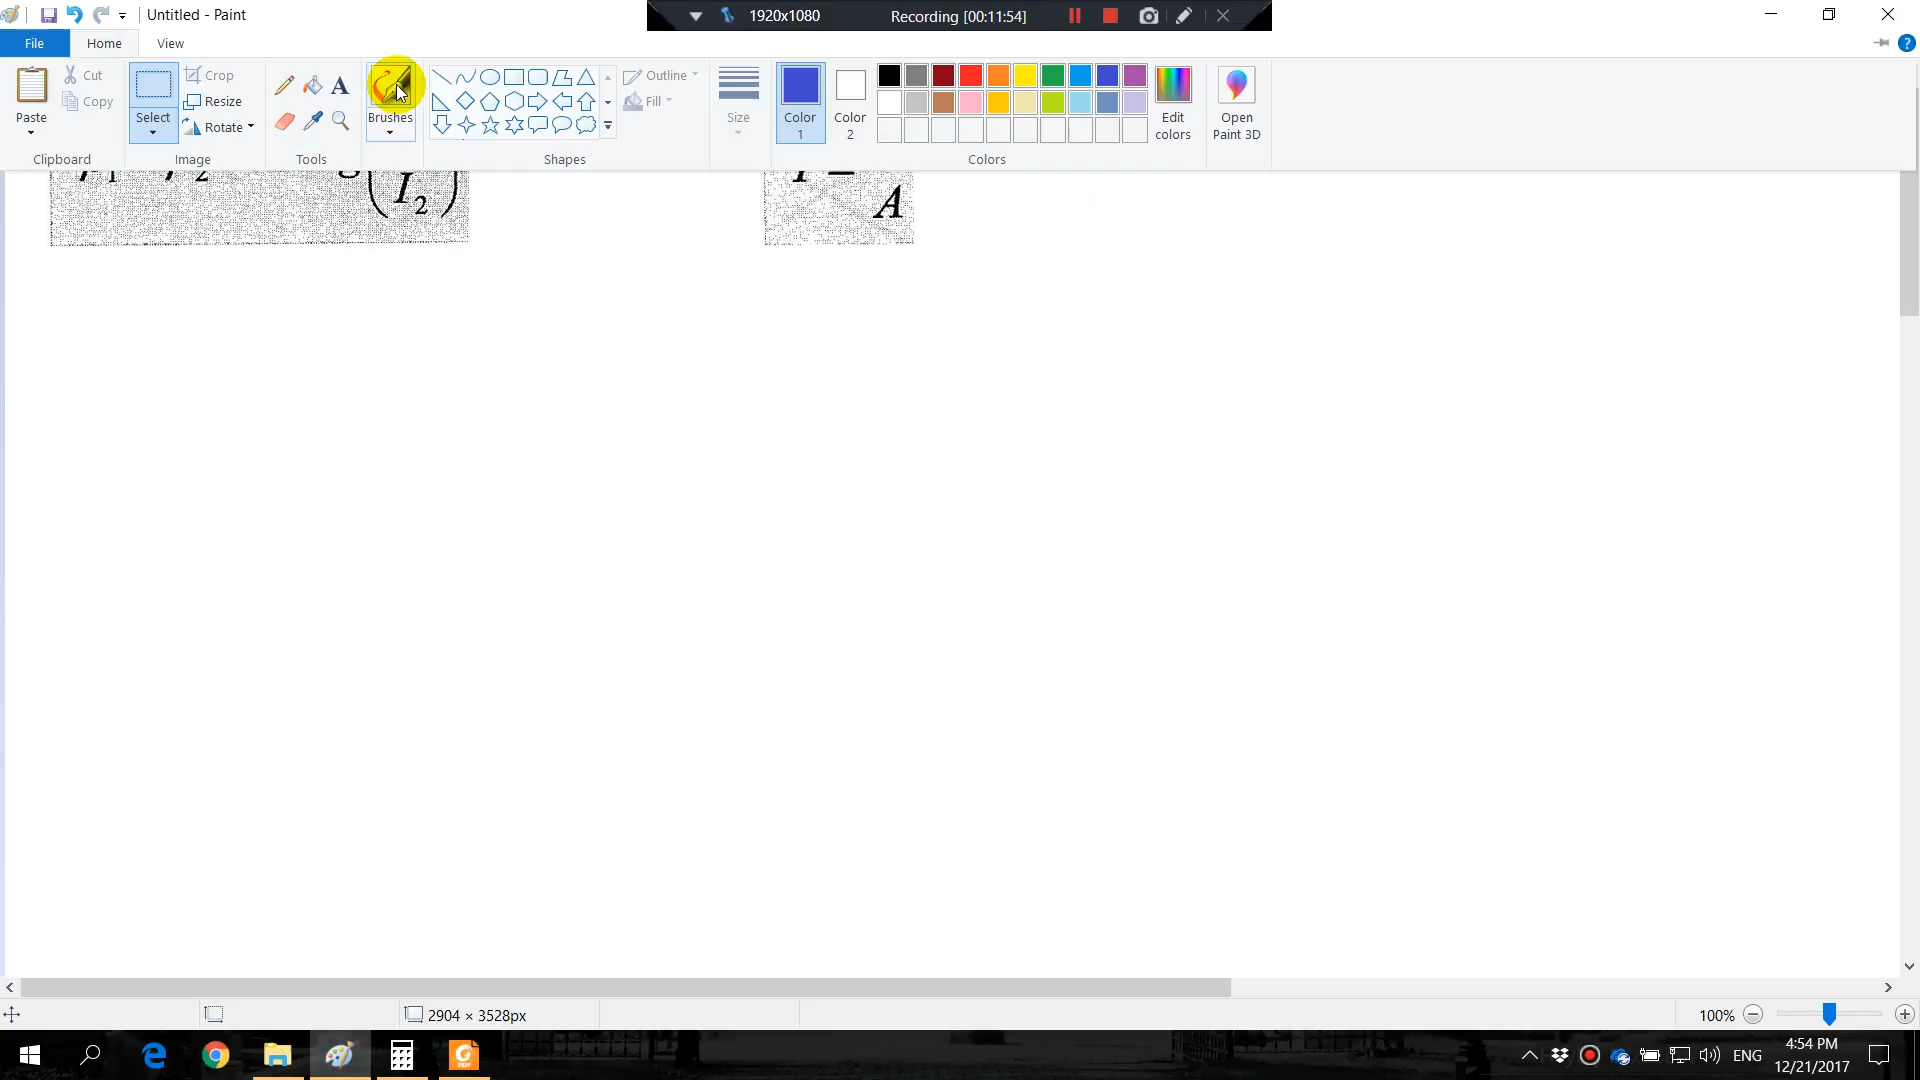 Untitled - Paint
1920x1080
Recording [00:11:54]
File
Home
View
Paste
Cut
Copy
Clipboard
Select
Crop
Resize
Rotate
Image
A
Tools
Brushes
Shapes
Outline
Fill
Size
Color
1
Color
2
Edit
colors
Colors
Open
Paint 3D
I₂
A
2904 × 3528px
100%
ENG
4:54 PM
12/21/2017